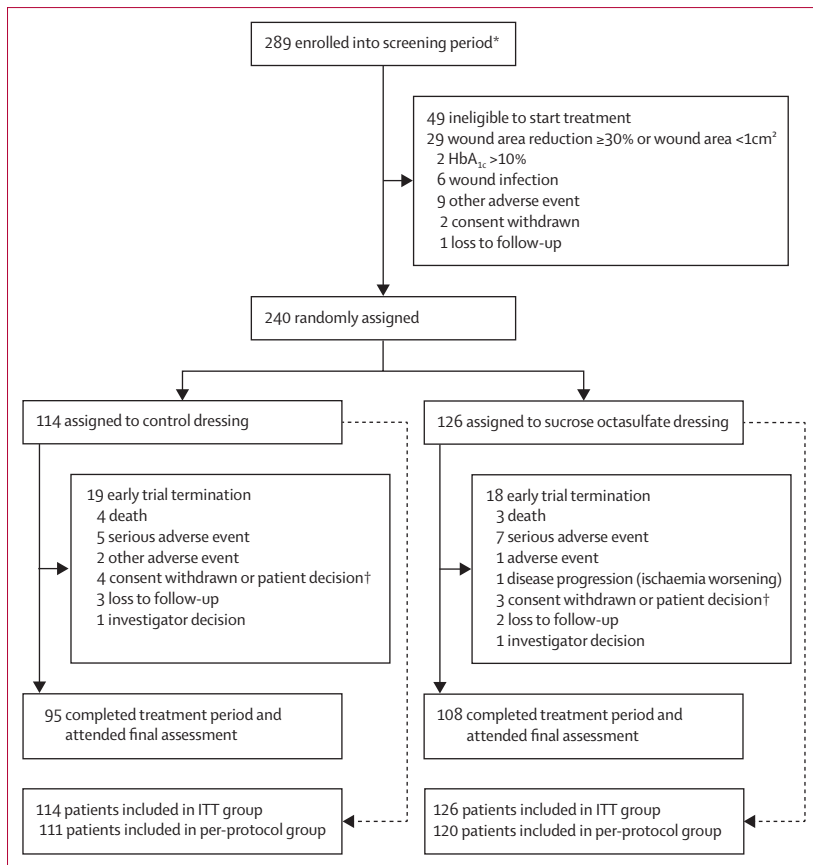 289 enrolled into screening period*
49 ineligible to start treatment
29 wound area reduction ≥30% or wound area <1cm²
2 HbA₁c >10%
6 wound infection
9 other adverse event
2 consent withdrawn
1 loss to follow-up
240 randomly assigned
114 assigned to control dressing
126 assigned to sucrose octasulfate dressing
19 early trial termination
4 death
5 serious adverse event
2 other adverse event
4 consent withdrawn or patient decision†
3 loss to follow-up
1 investigator decision
18 early trial termination
3 death
7 serious adverse event
1 adverse event
1 disease progression (ischaemia worsening)
3 consent withdrawn or patient decision†
2 loss to follow-up
1 investigator decision
95 completed treatment period and
attended final assessment
108 completed treatment period and
attended final assessment
114 patients included in ITT group
111 patients included in per-protocol group
126 patients included in ITT group
120 patients included in per-protocol group